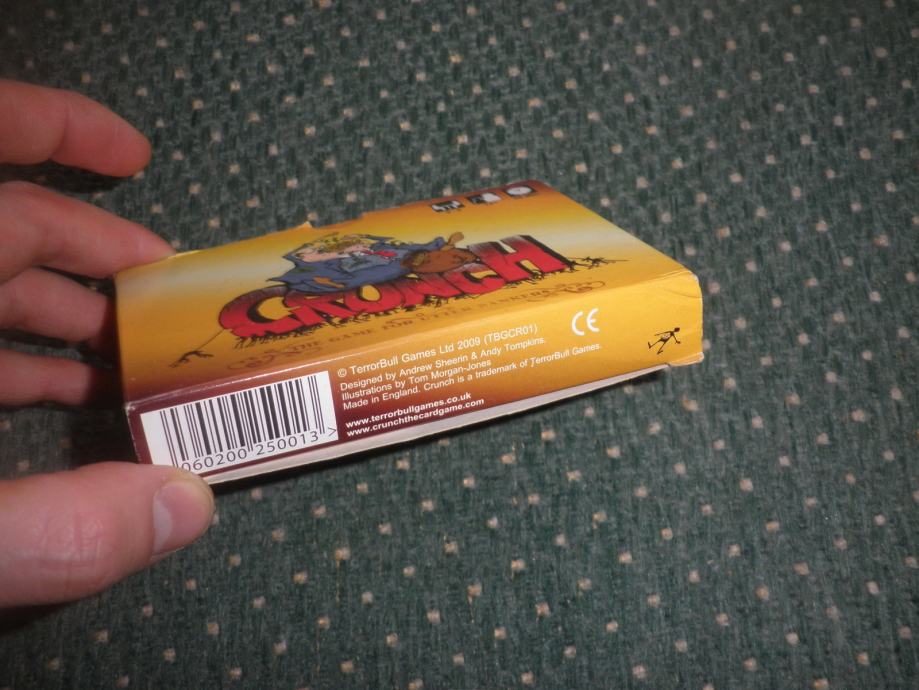 CRUNCH
THE GAME FOR UTTER BANKERS
© TerrorBull Games Ltd 2009 (TBGCR01)
Designed by Andrew Sheerin & Andy Tompkins.
Illustrations by Tom Morgan-Jones
Made in England. Crunch is a trademark of TerrorBull Games.
www.terrorbullgames.co.uk
www.crunchthecardgame.com
CE
060200 250013 >